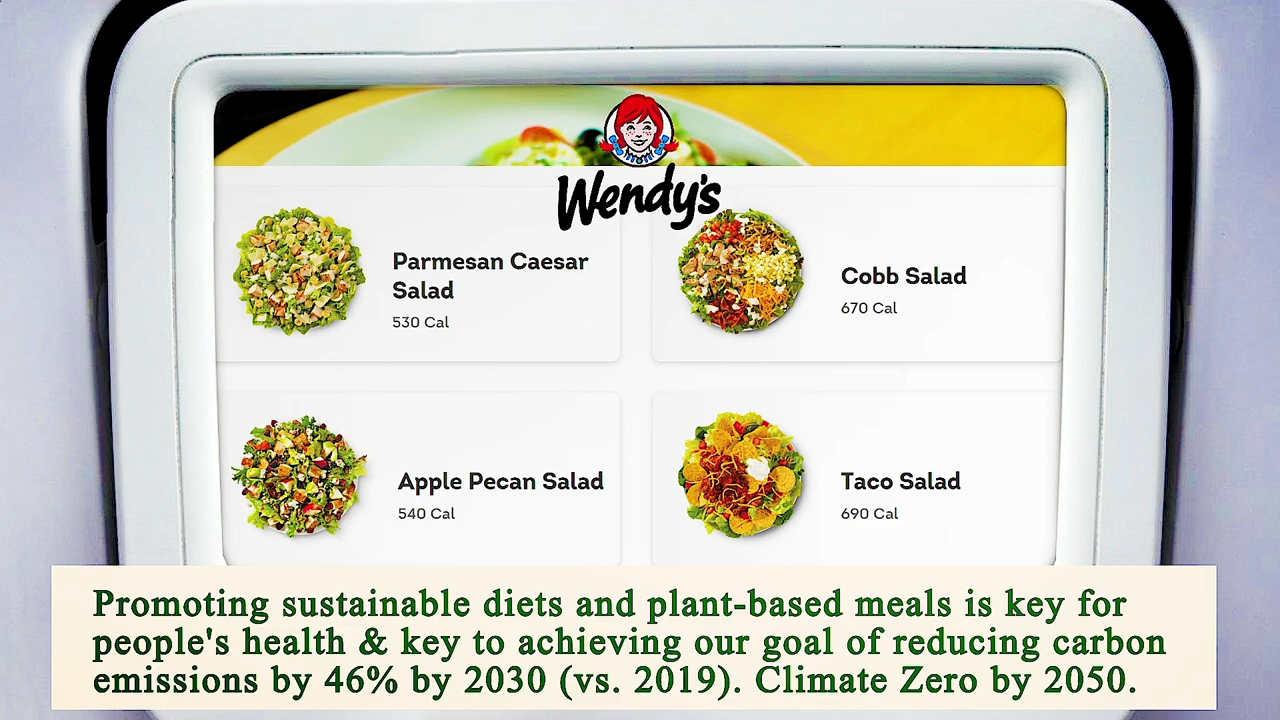 Wendy's
Parmesan Caesar
Salad
530 Cal
Cobb Salad
670 Cal
Apple Pecan Salad
540 Cal
Taco Salad
690 Cal
Promoting sustainable diets and plant-based meals is key for
people's health & key to achieving our goal of reducing carbon
emissions by 46% by 2030 (vs. 2019). Climate Zero by 2050.